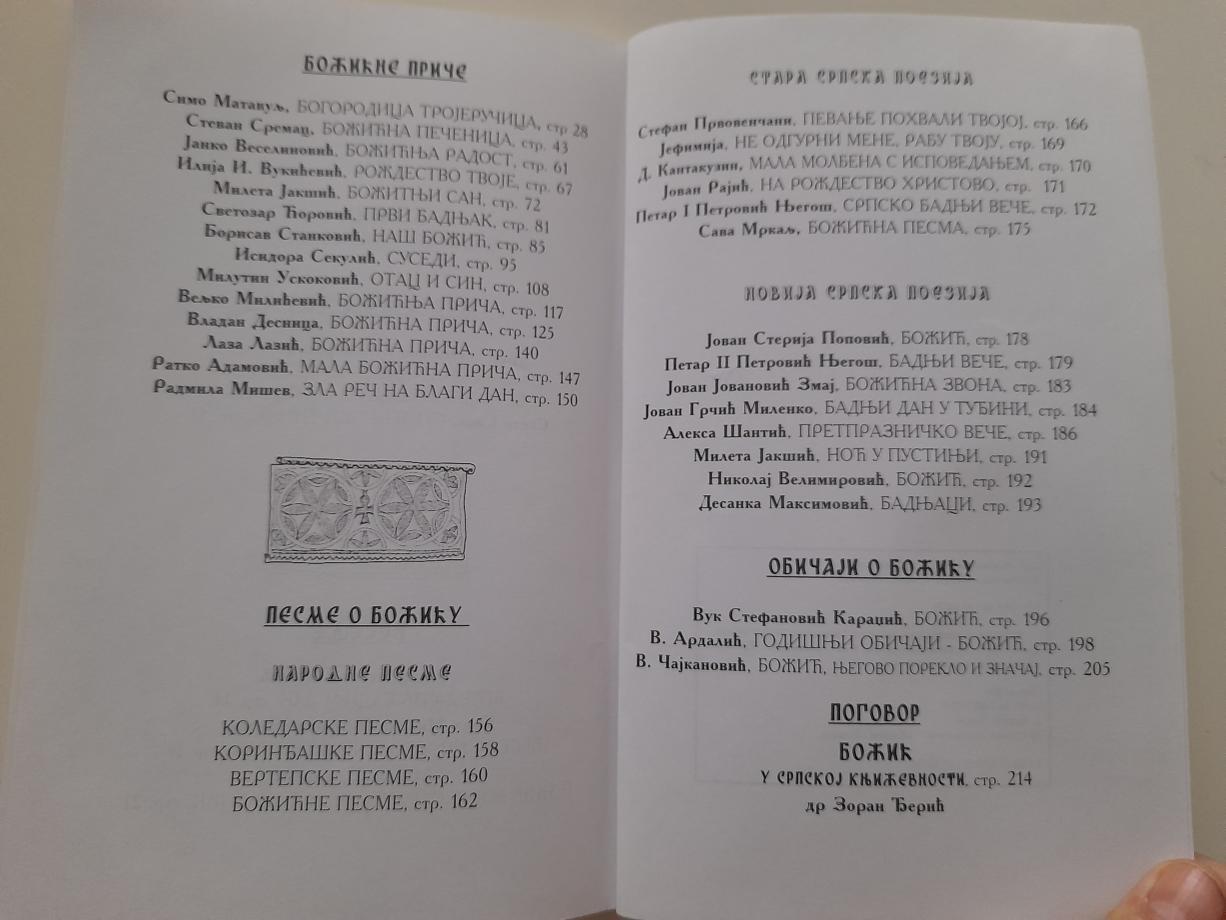 БОЖИЋНЕ ПРИЧЕ
Симо Матавуљ, БОГОРОДИЦА ТРОЈЕРУЧИЦА, стр 28
Стеван Сремац, БОЖИЋНА ПЕЧЕНИЦА, стр. 43
Јанко Веселиновић, БОЖИЋЊА РАДОСТ, стр. 61
Илија И. Вукићевић, РОЖДЕСТВО ТВОЈЕ, стр. 67
Милета Јакшић, БОЖИТЊИ САН, стр. 72
Светозар Ћоровић, ПРВИ БАДЊАК, стр. 81
Борисав Станковић, НАШ БОЖИЋ, стр. 85
Исидора Секулић, СУСЕДИ, стр. 95
Милутин Ускоковић, ОТАЦ И СИН, стр. 108
Вељко Милићевић, БОЖИЋЊА ПРИЧА, стр. 117
Владан Десница, БОЖИЋНА ПРИЧА, стр. 125
Лаза Лазић, БОЖИЋНА ПРИЧА, стр. 140
Ратко Адамовић, МАЛА БОЖИЋНА ПРИЧА, стр. 147
Радмила Мишев, ЗЛА РЕЧ НА БЛАГИ ДАН, стр. 150
ПЕСМЕ О БОЖИЋУ
НАРОДНЕ ПЕСМЕ
КОЛЕДАРСКЕ ПЕСМЕ, стр. 156
КОРИНЂАШКЕ ПЕСМЕ, стр. 158
ВЕРТЕПСКЕ ПЕСМЕ, стр. 160
БОЖИЋНЕ ПЕСМЕ, стр. 162
СТАРА СРПСКА ПОЕЗИЈА
Стефан Првовенчани, ПЕВАЊЕ ПОХВАЛИ ТВОЈОЈ, стр. 166
Јефимија, НЕ ОДГУРНИ МЕНЕ, РАБУ ТВОЈУ, стр. 169
Д. Кантакузин, МАЛА МОЛБЕНА С ИСПОВЕДАЊЕМ, стр. 170
Јован Рајић, НА РОЖДЕСТВО ХРИСТОВО, стр. 171
Петар I Петровић Његош, СРПСКО БАДЊИ ВЕЧЕ, стр. 172
Сава Мркаљ, БОЖИЋНА ПЕСМА, стр. 175
НОВИЈА СРПСКА ПОЕЗИЈА
Јован Стерија Поповић, БОЖИЋ, стр. 178
Петар II Петровић Његош, БАДЊИ ВЕЧЕ, стр. 179
Јован Јовановић Змај, БОЖИЋНА ЗВОНА, стр. 183
Јован Грчић Миленко, БАДЊИ ДАН У ТУЂИНИ, стр. 184
Алекса Шантић, ПРЕТПРАЗНИЧКО ВЕЧЕ, стр. 186
Милета Јакшић, НОЋ У ПУСТИЊИ, стр. 191
Николај Велимировић, БОЖИЋ, стр. 192
Десанка Максимовић, БАДЊАЦИ, стр. 193
ОБИЧАЈИ О БОЖИЋУ
Вук Стефановић Караџић, БОЖИЋ, стр. 196
В. Ардалић, ГОДИШЊИ ОБИЧАЈИ - БОЖИЋ, стр. 198
В. Чајкановић, БОЖИЋ, ЊЕГОВО ПОРЕКЛО И ЗНАЧАЈ, стр. 205
ПОГОВОР
БОЖИЋ
У СРПСКОЈ КЊИЖЕВНОСТИ, стр. 214
др Зоран Ђерић